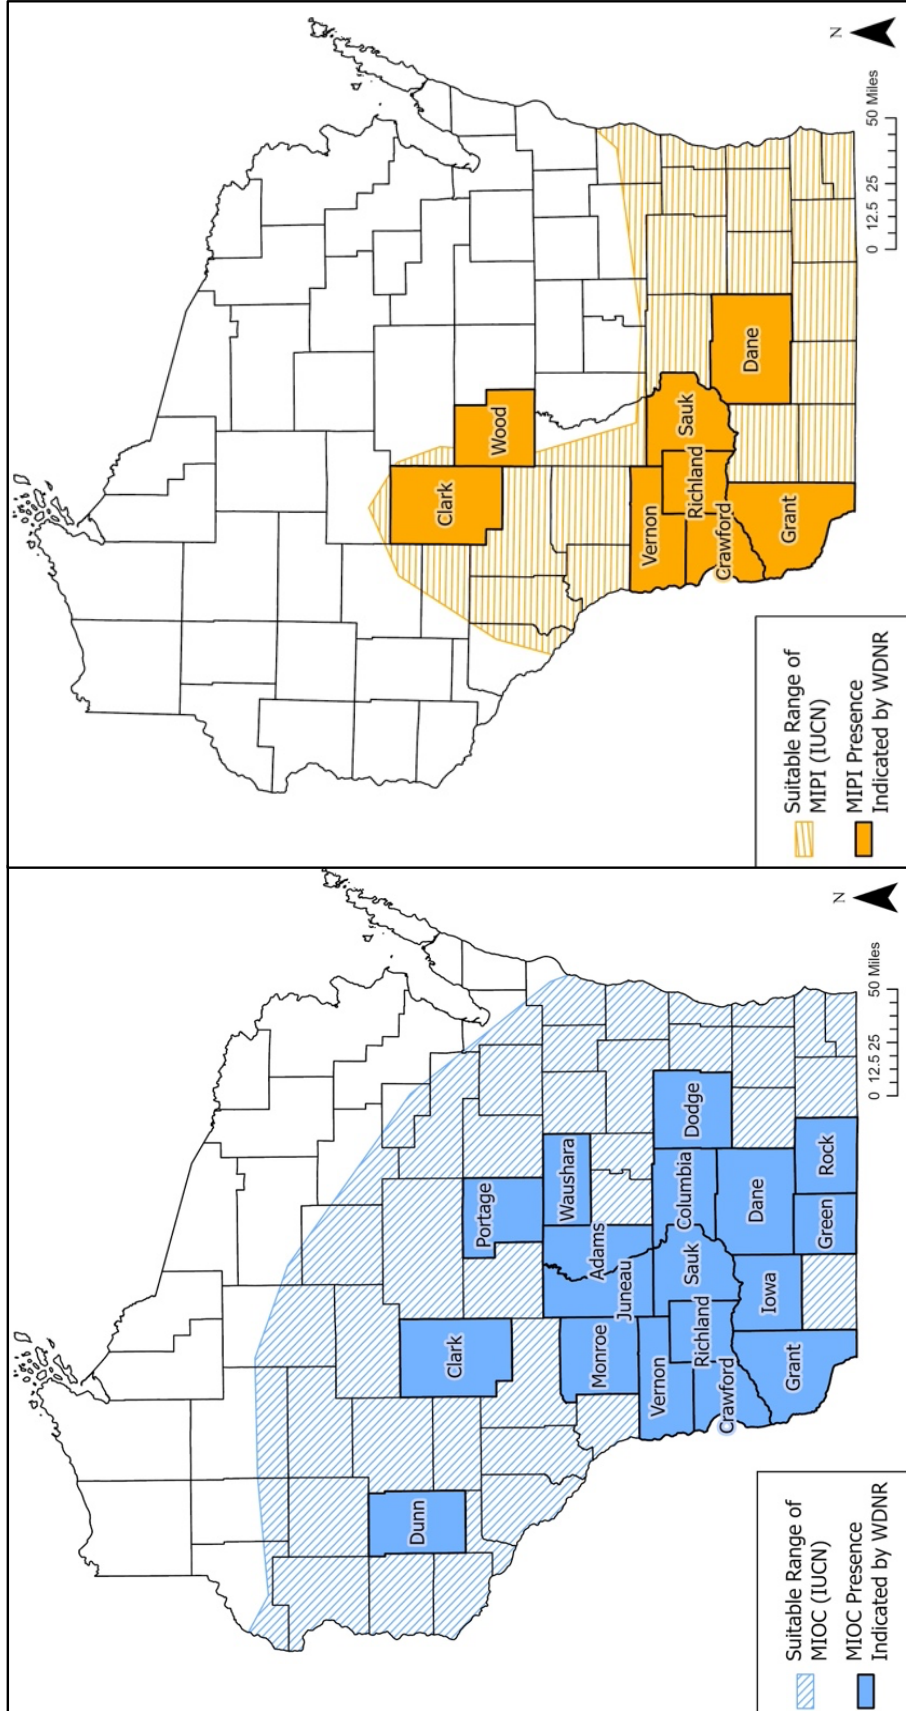 Dunn
Clark
Portage
Waushara
Adams
Juneau
Monroe
Vernon
Richland
Sauk
Columbia
Dodge
Crawford
Iowa
Dane
Grant
Green
Rock
Suitable Range of
MIOC (IUCN)
MIOC Presence
Indicated by WDNR
0 12.5 25 50 Miles
N
Clark
Wood
Vernon
Richland
Sauk
Crawford
Dane
Grant
Suitable Range of
MIPI (IUCN)
MIPI Presence
Indicated by WDNR
0 12.5 25 50 Miles
N